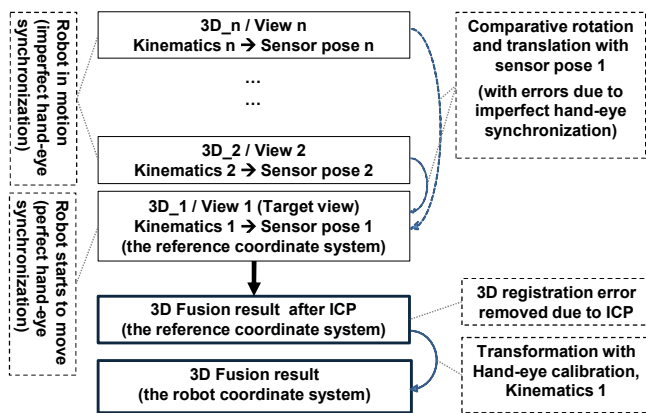 Robot in motion
(imperfect hand-eye
synchronization)
3D_n / View n
Kinematics n → Sensor pose n
…
…
3D_2 / View 2
Kinematics 2 → Sensor pose 2
Comparative rotation
and translation with
sensor pose 1
(with errors due to
imperfect hand-eye
synchronization)
Robot starts to move
(perfect hand-eye
synchronization)
3D_1 / View 1 (Target view)
Kinematics 1 → Sensor pose 1
(the reference coordinate system)
3D Fusion result after ICP
(the reference coordinate system)
3D registration error
removed due to ICP
3D Fusion result
(the robot coordinate system)
Transformation with
Hand-eye calibration,
Kinematics 1